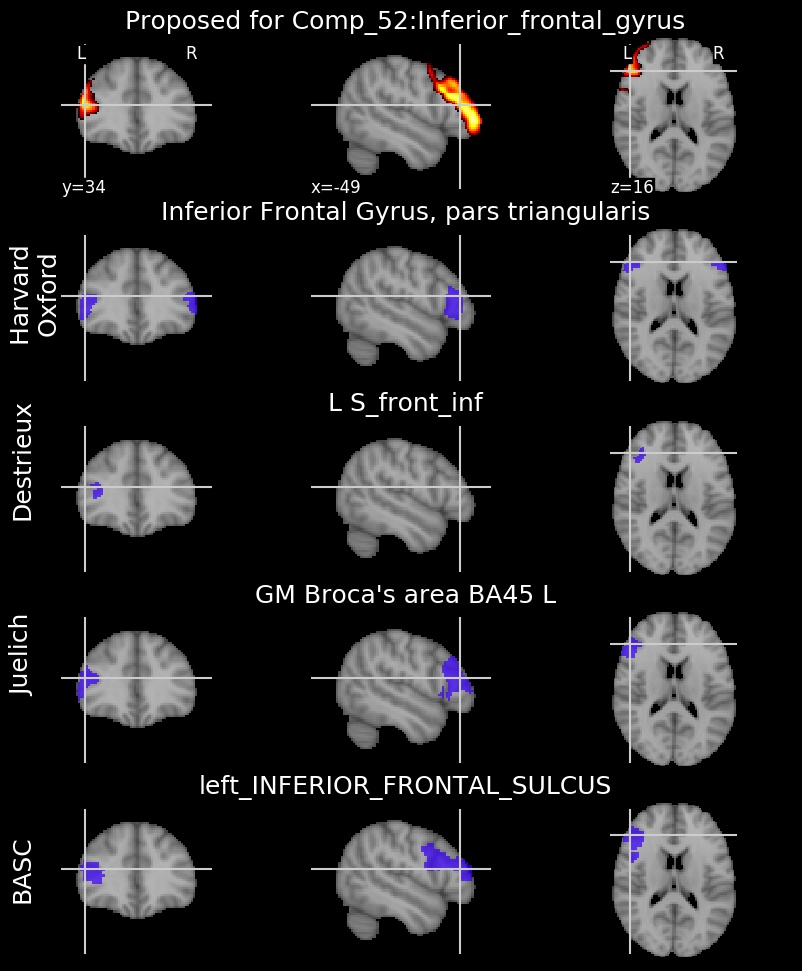 Proposed for Comp_52:Inferior_frontal_gyrus
L R L R
y=34 x=-49 z=16
Inferior Frontal Gyrus, pars triangularis
Harvard
Oxford
L S_front_inf
Destrieux
GM Broca's area BA45 L
Juelich
left_INFERIOR_FRONTAL_SULCUS
BASC